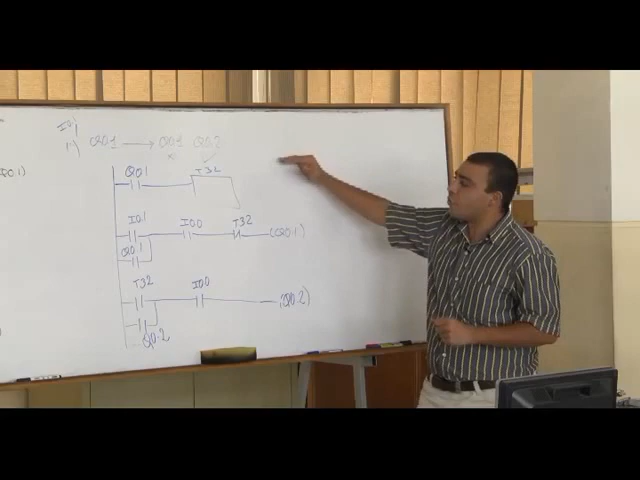 I0.1
Q0.1 → Q0.1 Q0.2
Q0.1 T32
I0.1 I0.0 T32 (Q0.1)
Q0.1
T32 I0.0 (Q0.2)
Q0.2